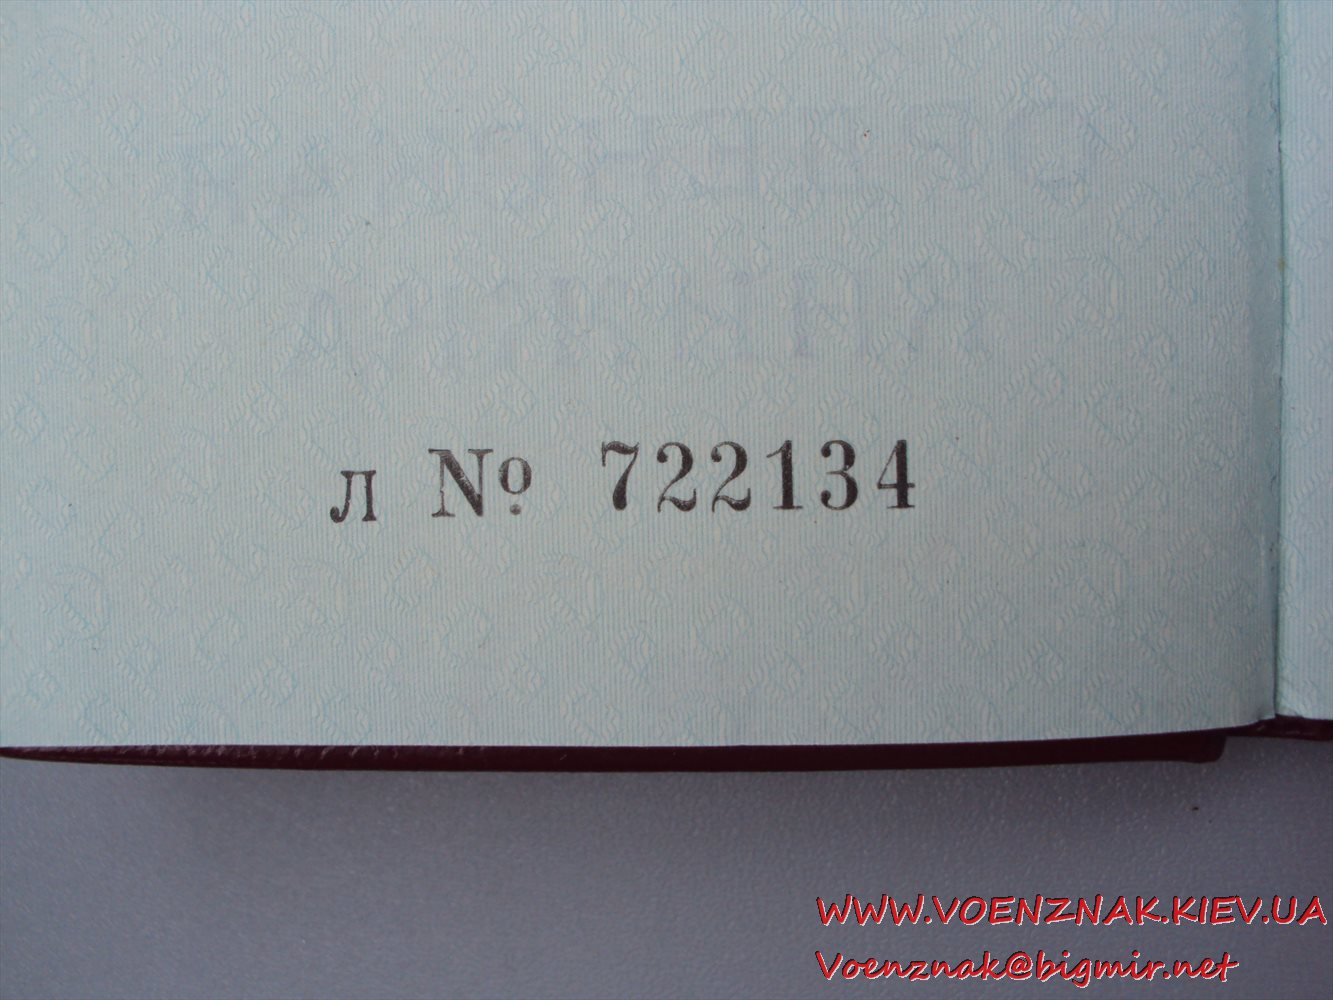 л № 722134
WWW.VOENZNAK.KIEV.UA
Voenznak@bigmir.net